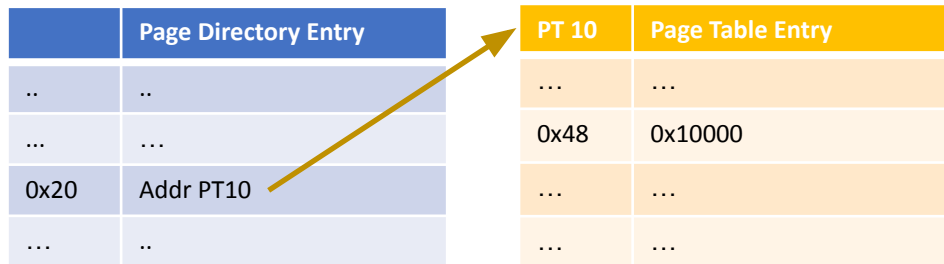 Page Directory Entry
.. ..
... …
0x20 Addr PT10
… ..
PT 10 Page Table Entry
… …
0x48 0x10000
… …
… …